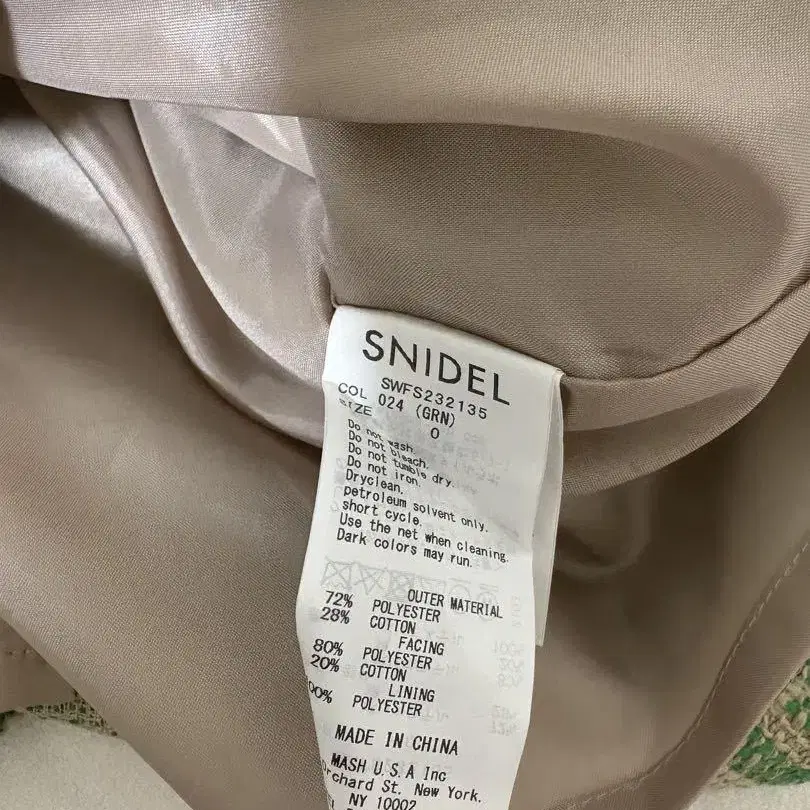 SNIDEL
SWFS232135
COL 024 (GRN)
SIZE 0
Do not wash.
Do not bleach.
Do not tumble dry.
Do not iron.
Dryclean.
petroleum solvent only.
short cycle.
Use the net when cleaning.
Dark colors may run.
OUTER MATERIAL
72% POLYESTER
28% COTTON
FACING
80% POLYESTER
20% COTTON
LINING
00% POLYESTER
MADE IN CHINA
MASH U.S.A Inc
rchard St. New York.
NY 10002